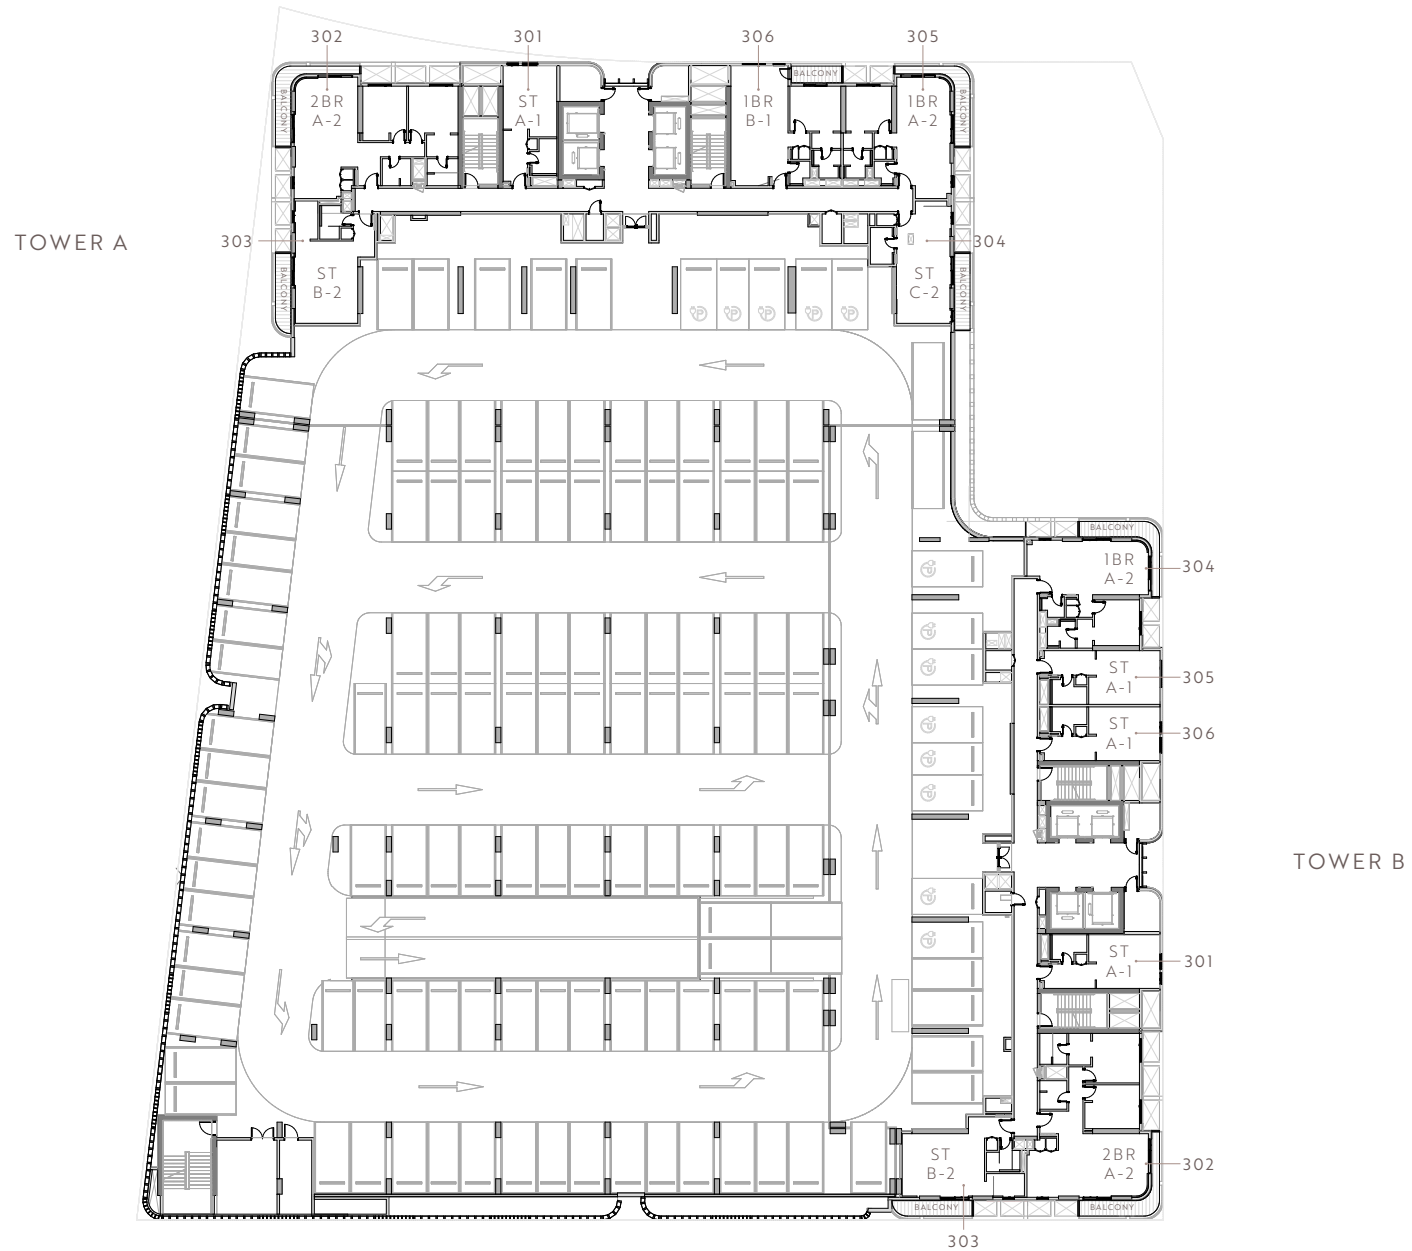 302
301
306
305
BALCONY
2BR
A-2
ST
A-1
1BR
B-1
1BR
A-2
BALCONY
BALCONY
TOWER A
303
304
ST
B-2
ST
C-2
BALCONY
BALCONY
P
P
P
P
P
BALCONY
1BR
A-2
304
P
P
P
ST
A-1
305
P
P
P
ST
A-1
306
TOWER B
P
P
ST
A-1
301
ST
B-2
2BR
A-2
302
BALCONY
BALCONY
303